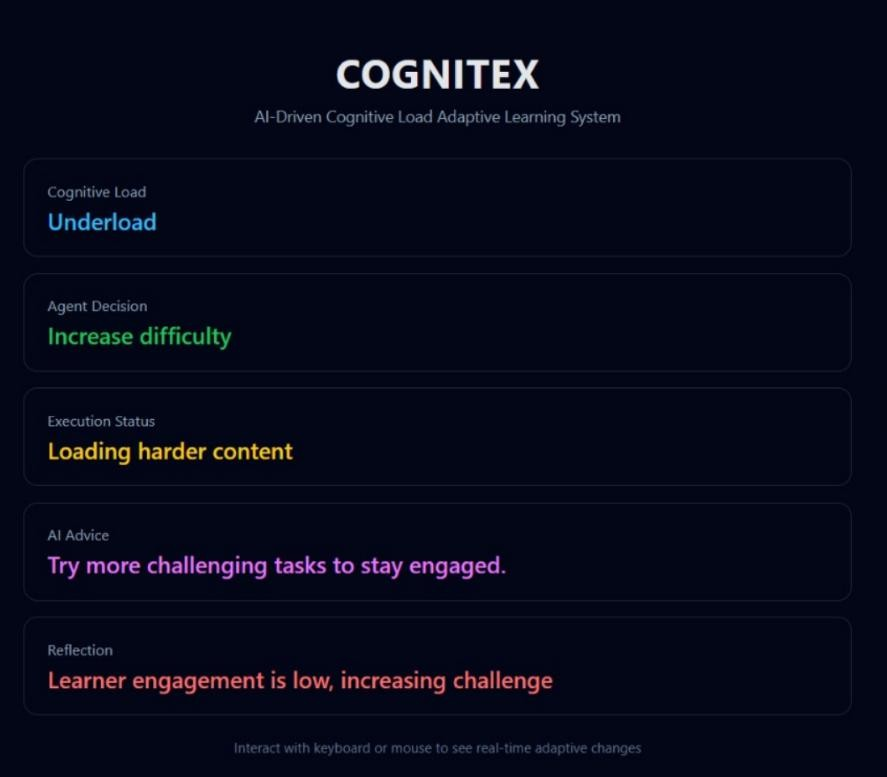 COGNITEX
AI-Driven Cognitive Load Adaptive Learning System
Cognitive Load
Underload
Agent Decision
Increase difficulty
Execution Status
Loading harder content
AI Advice
Try more challenging tasks to stay engaged.
Reflection
Learner engagement is low, increasing challenge
Interact with keyboard or mouse to see real-time adaptive changes